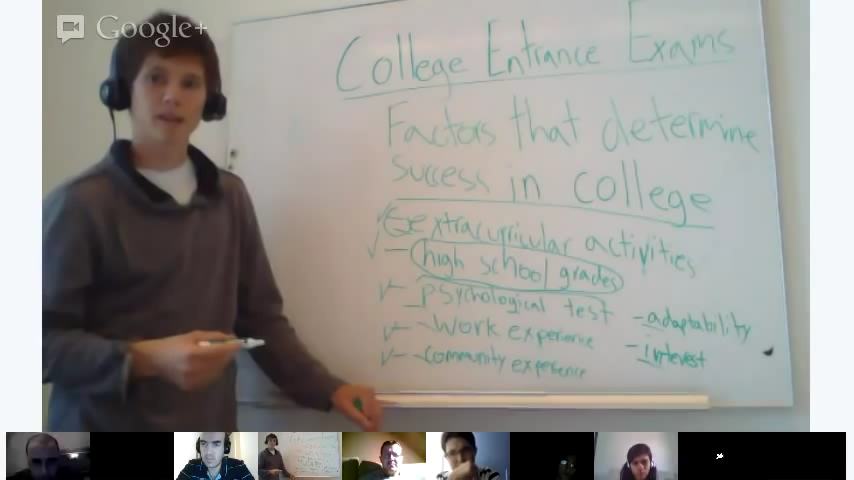 Google+
College Entrance Exams
Factors that determine
success in college
extracurricular activities
- high school grades
- psychological test
- Work experience
- community experience
- adaptability
- interest